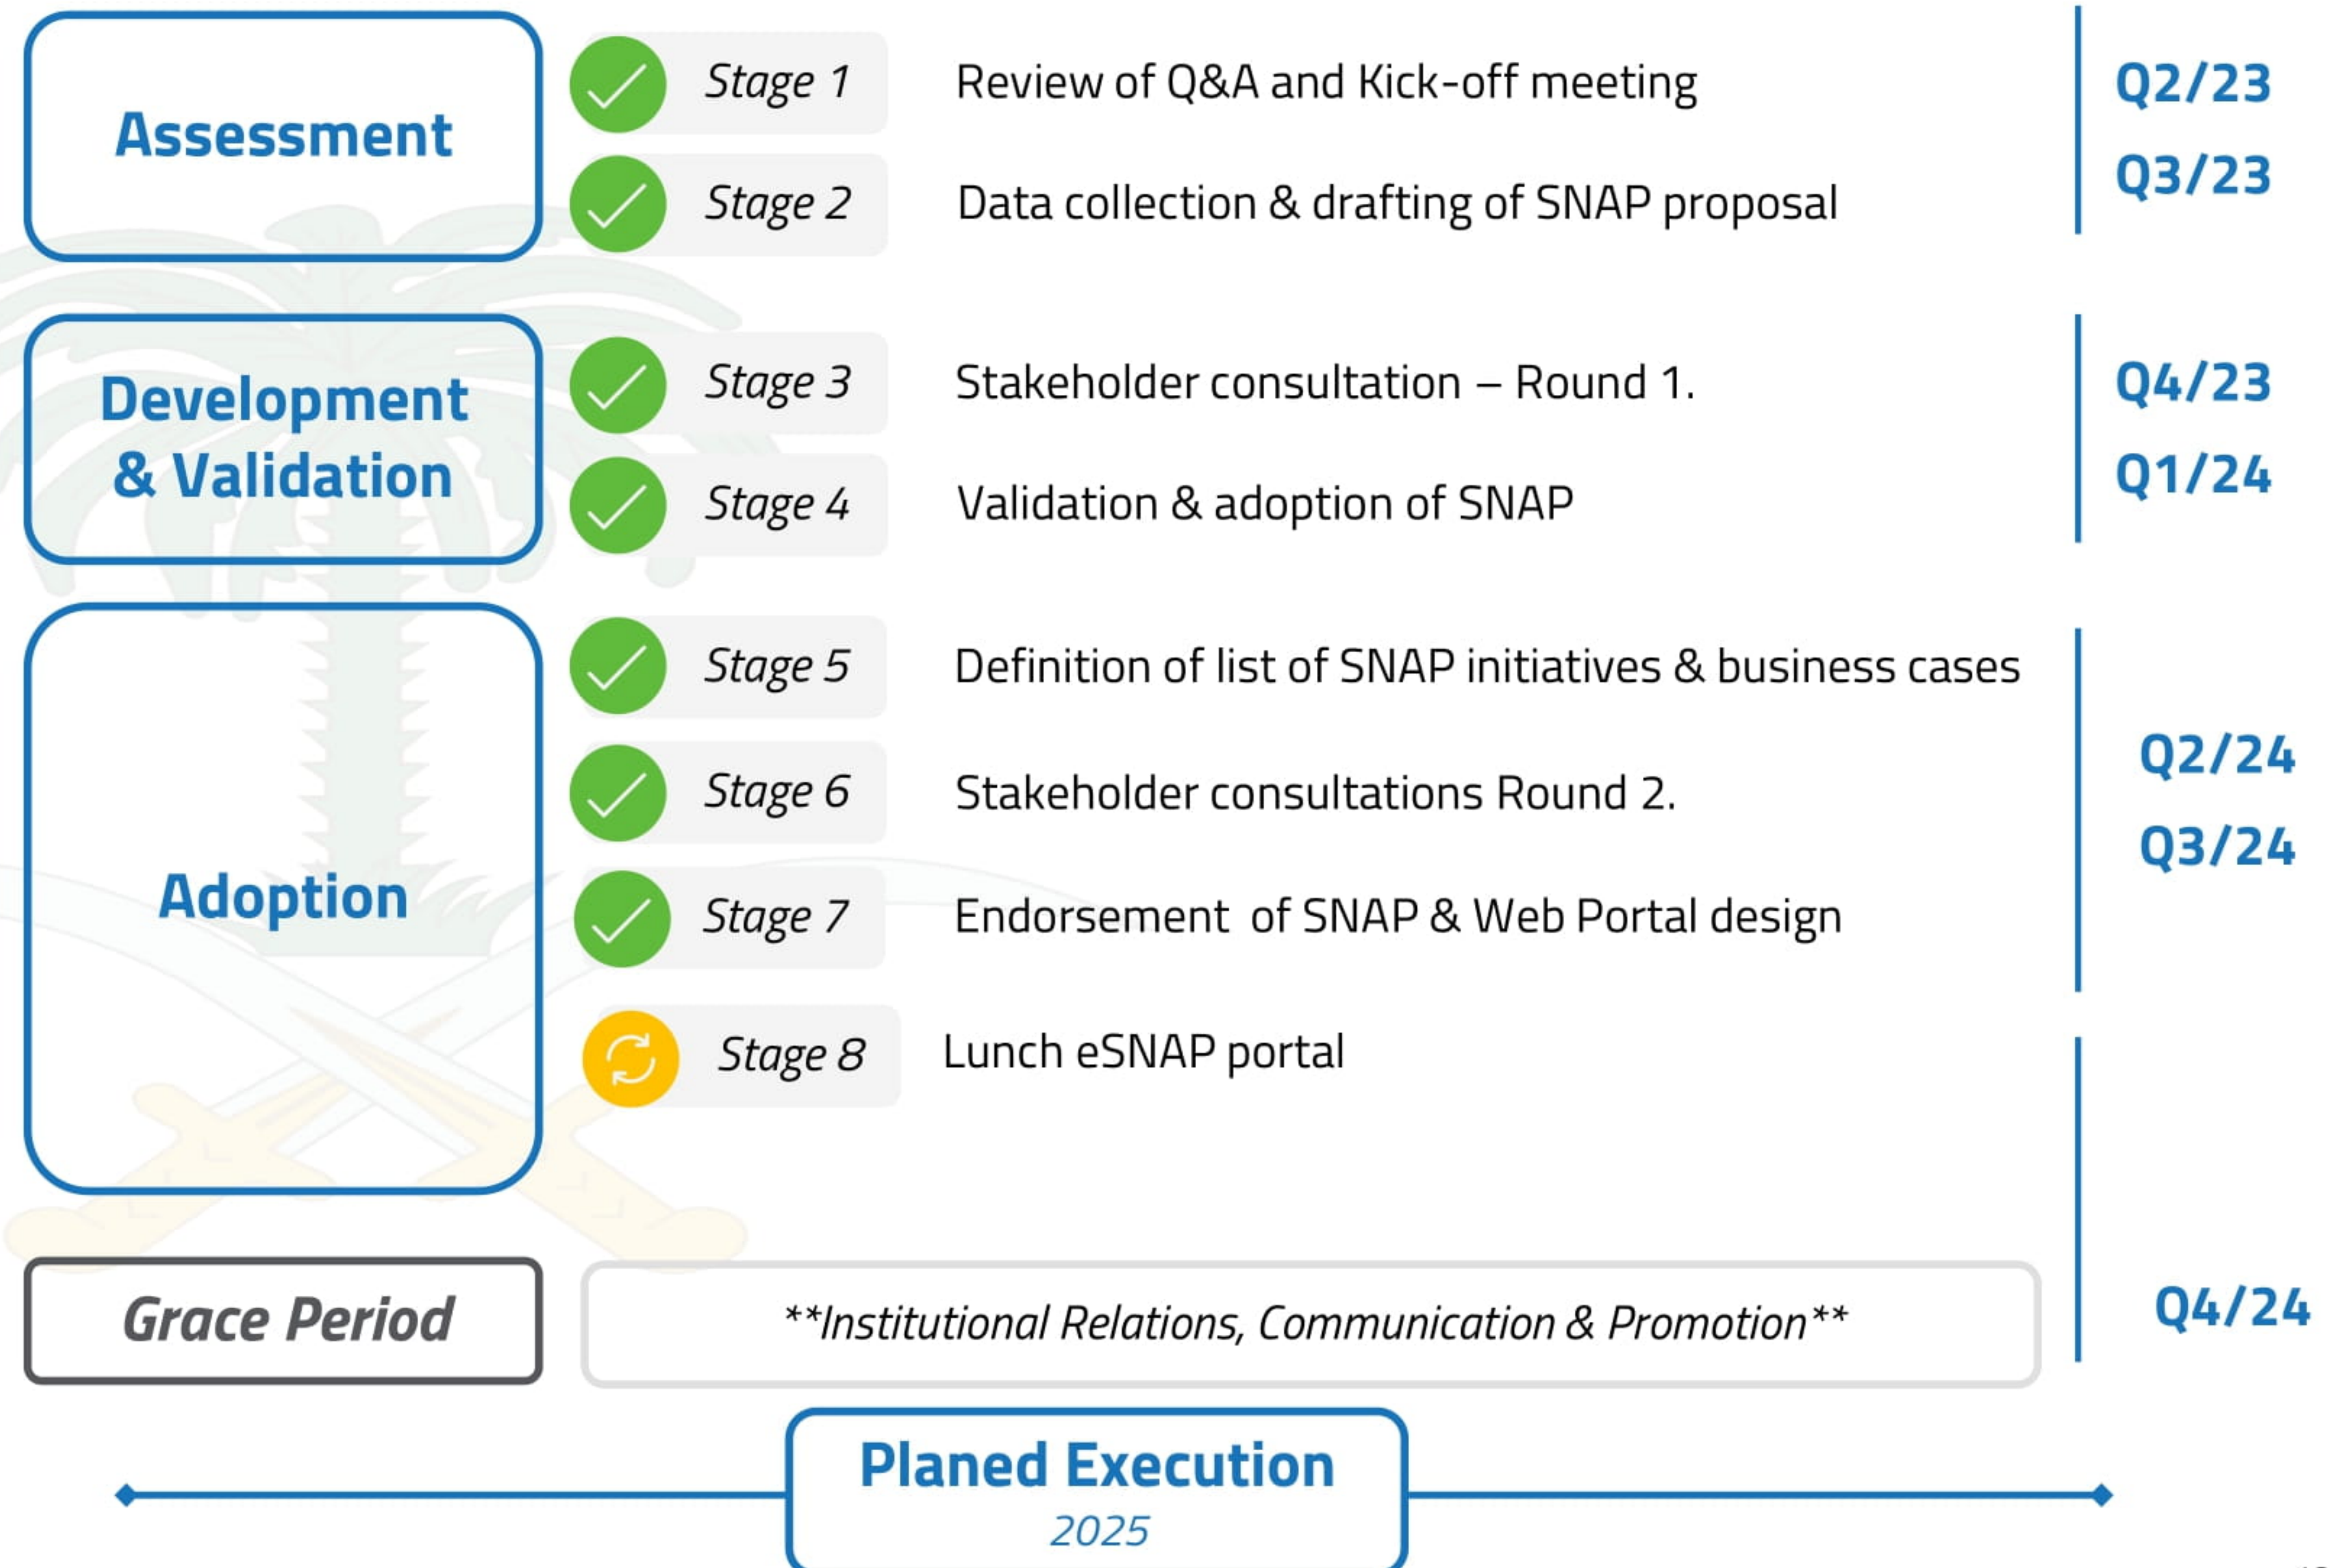 Assessment
Stage 1 Review of Q&A and Kick-off meeting Q2/23
Stage 2 Data collection & drafting of SNAP proposal Q3/23
Development
& Validation
Stage 3 Stakeholder consultation – Round 1. Q4/23
Stage 4 Validation & adoption of SNAP Q1/24
Adoption
Stage 5 Definition of list of SNAP initiatives & business cases
Q2/24
Stage 6 Stakeholder consultations Round 2.
Q3/24
Stage 7 Endorsement of SNAP & Web Portal design
Stage 8 Lunch eSNAP portal
Grace Period
**Institutional Relations, Communication & Promotion**
Q4/24
Planed Execution
2025